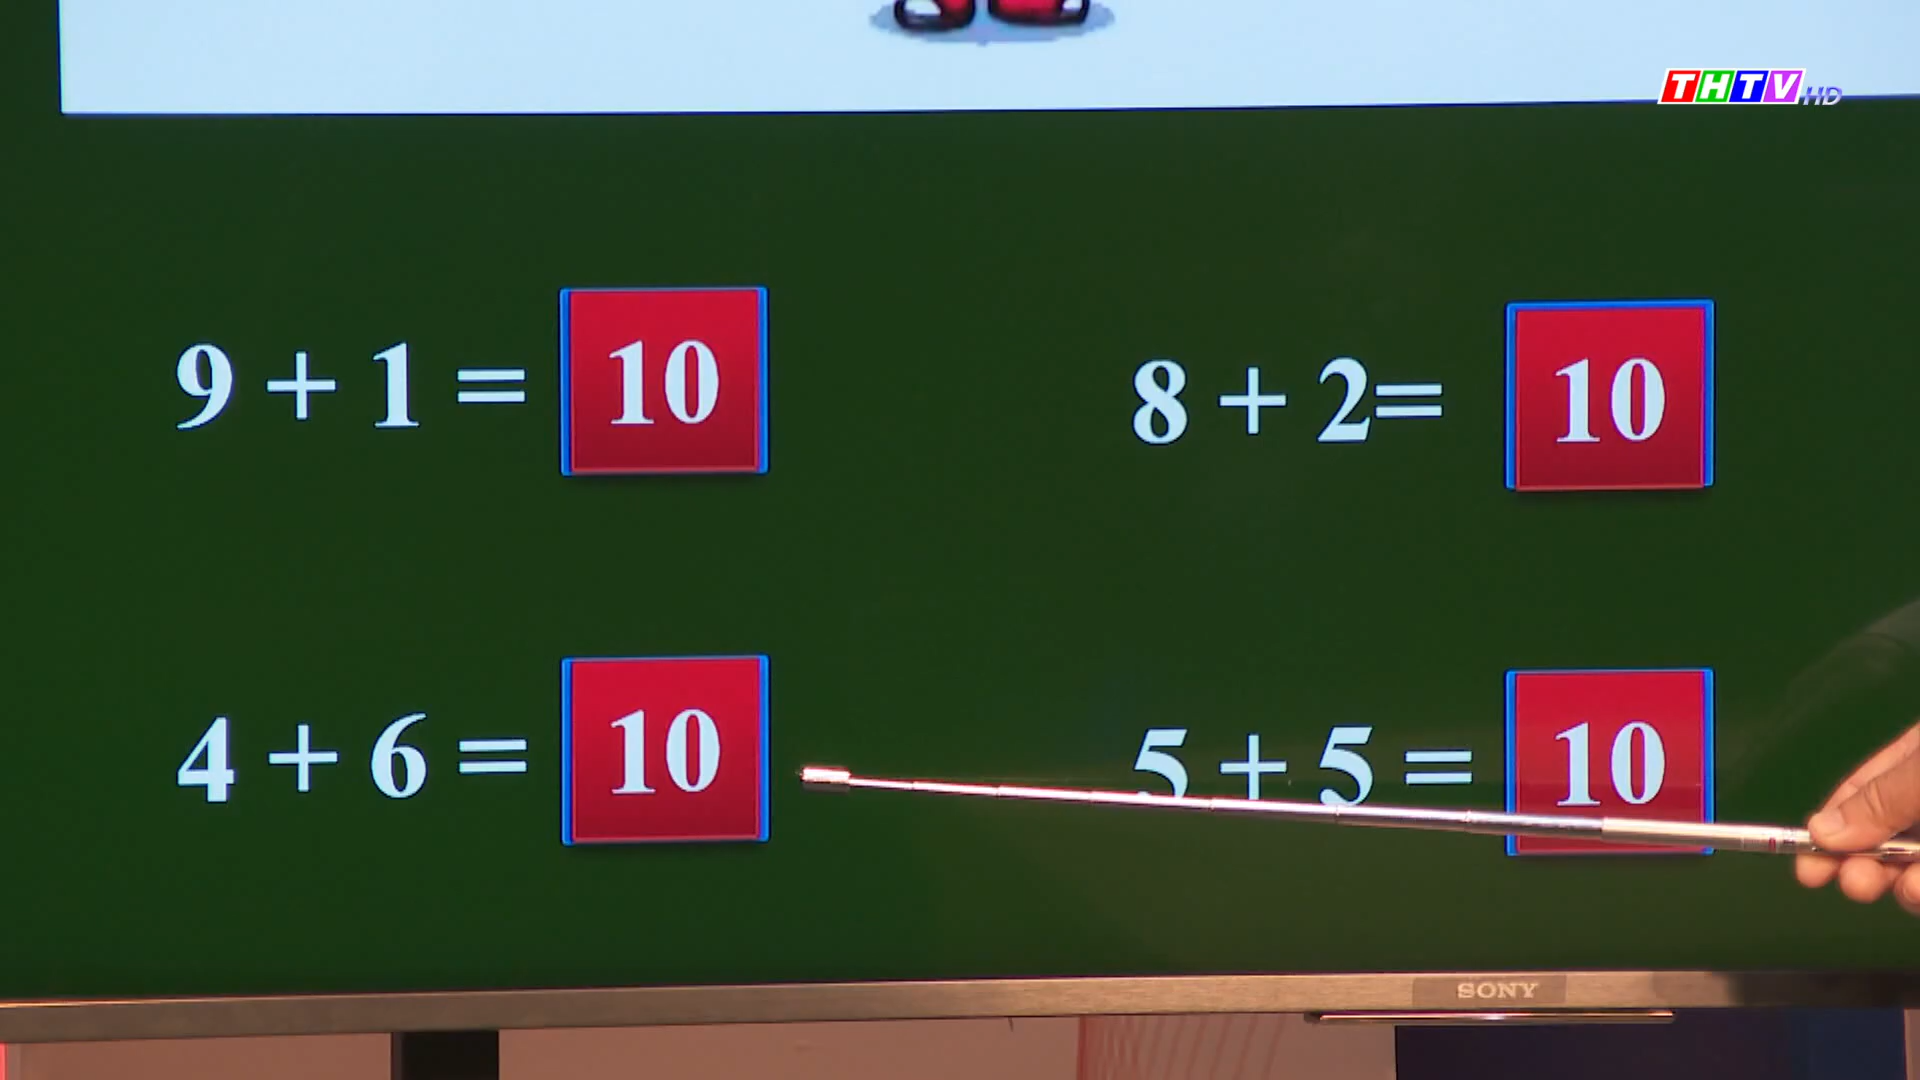 THTV HD
9 + 1 = 10
8 + 2= 10
4 + 6 = 10
5 + 5 = 10
SONY